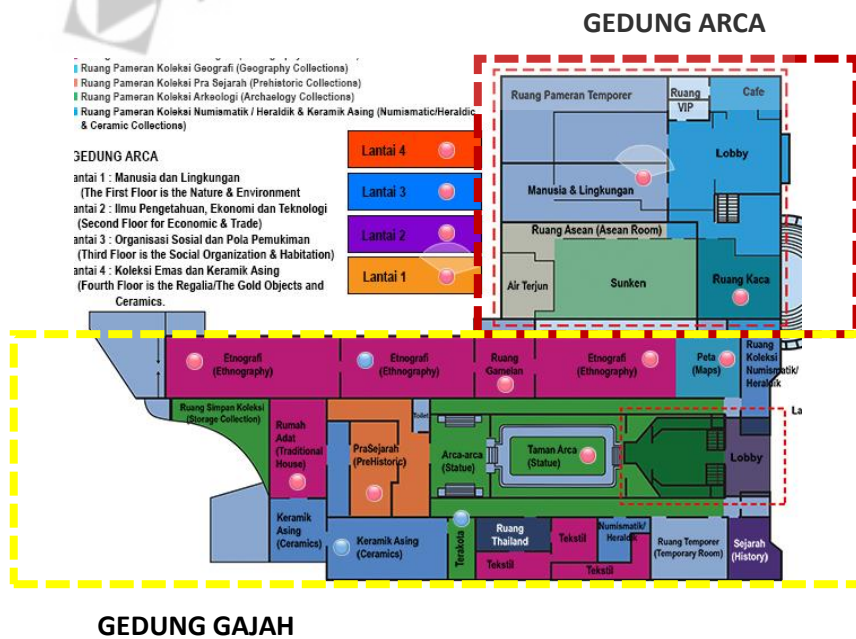 GEDUNG ARCA
Ruang Pameran Koleksi Geografi (Geography Collections)
Ruang Pameran Koleksi Pra Sejarah (Prehistoric Collections)
Ruang Pameran Koleksi Arkeologi (Archaelogy Collections)
Ruang Pameran Koleksi Numismatik / Heraldik & Keramik Asing (Numismatic/Heraldic
& Ceramic Collections)
GEDUNG ARCA
antai 1 : Manusia dan Lingkungan
(The First Floor is the Nature & Environment
antai 2 : Ilmu Pengetahuan, Ekonomi dan Teknologi
(Second Floor for Economic & Trade)
antai 3 : Organisasi Sosial dan Pola Pemukiman
(Third Floor is the Social Organization & Habitation)
antai 4 : Koleksi Emas dan Keramik Asing
(Fourth Floor is the Regalia/The Gold Objects and
Ceramics.
Lantai 4
Lantai 3
Lantai 2
Lantai 1
Ruang Pameran Temporer
Ruang
VIP
Cafe
Lobby
Manusia & Lingkungan
Ruang Asean (Asean Room)
Air Terjun
Sunken
Ruang Kaca
Etnografi
(Ethnography)
Etnografi
(Ethnography)
Ruang
Gamelan
Etnografi
(Ethnography)
Peta
(Maps)
Ruang
Koleksi
Numismatik/
Heraldik
Ruang Simpan Koleksi
(Storage Collection)
Rumah
Adat
(Traditional
House)
PraSejarah
(PreHistoric)
Toilet
Arca-arca
(Statue)
Taman Arca
(Statue)
La
Lobby
Keramik
Asing
(Ceramics)
Keramik Asing
(Ceramics)
Terakota
Ruang
Thailand
Tekstil
Tekstil
Numismatik/
Heraldik
Tekstil
Ruang Temporer
(Temporary Room)
Sejarah
(History)
GEDUNG GAJAH